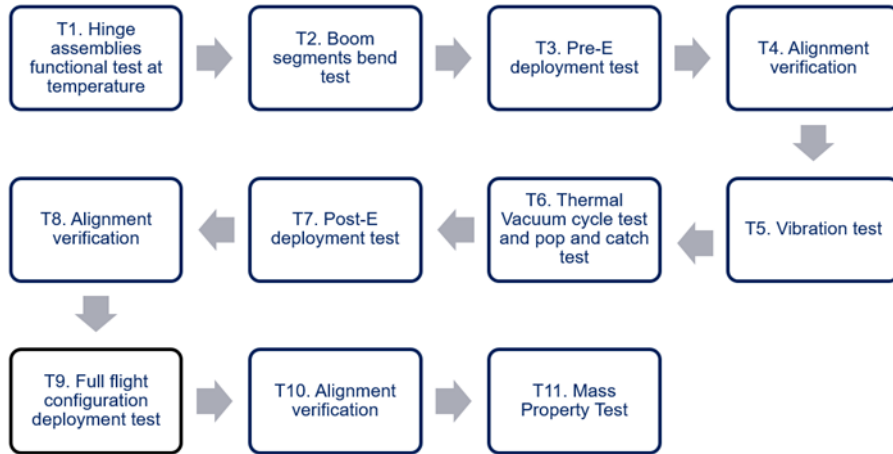 T1. Hinge
assemblies
functional test at
temperature
T2. Boom
segments bend
test
T3. Pre-E
deployment test
T4. Alignment
verification
T5. Vibration test
T6. Thermal
Vacuum cycle test
and pop and catch
test
T7. Post-E
deployment test
T8. Alignment
verification
T9. Full flight
configuration
deployment test
T10. Alignment
verification
T11. Mass
Property Test